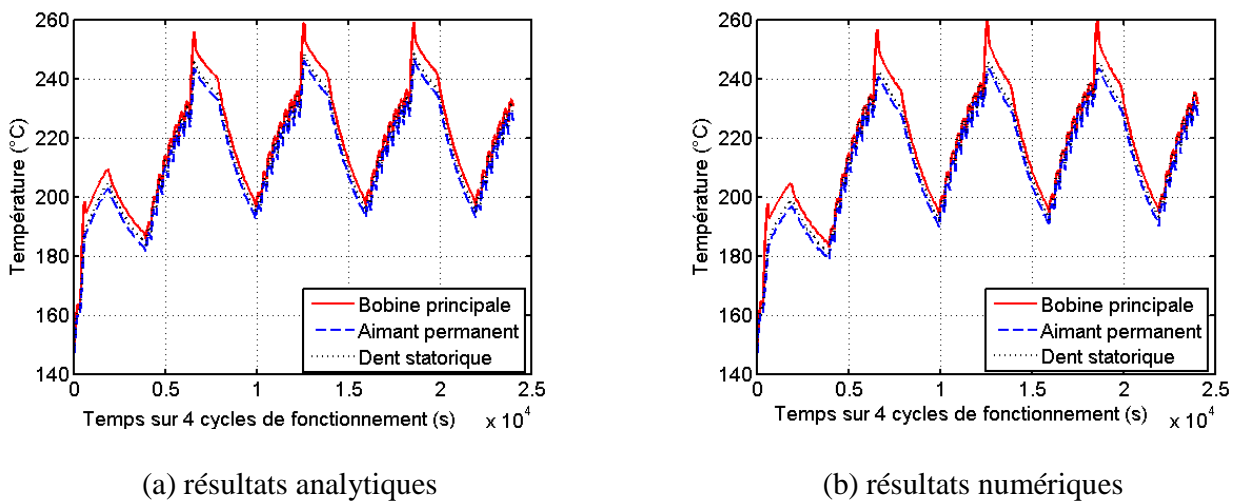 260
240
220
200
180
160
140
Température (°C)
Bobine principale
Aimant permanent
Dent statorique
0 0.5 1 1.5 2 2.5
Temps sur 4 cycles de fonctionnement (s) x 10^4
(a) résultats analytiques
260
240
220
200
180
160
140
Température (°C)
Bobine principale
Aimant permanent
Dent statorique
0 0.5 1 1.5 2 2.5
Temps sur 4 cycles de fonctionnement (s) x 10^4
(b) résultats numériques